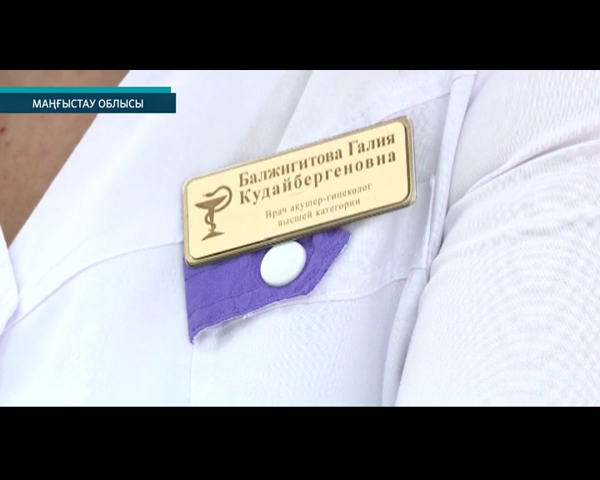 МАҢҒЫСТАУ ОБЛЫСЫ
Балжигитова Галия
Кудайбергеновна
Врач акушер-гинеколог
высшей категории